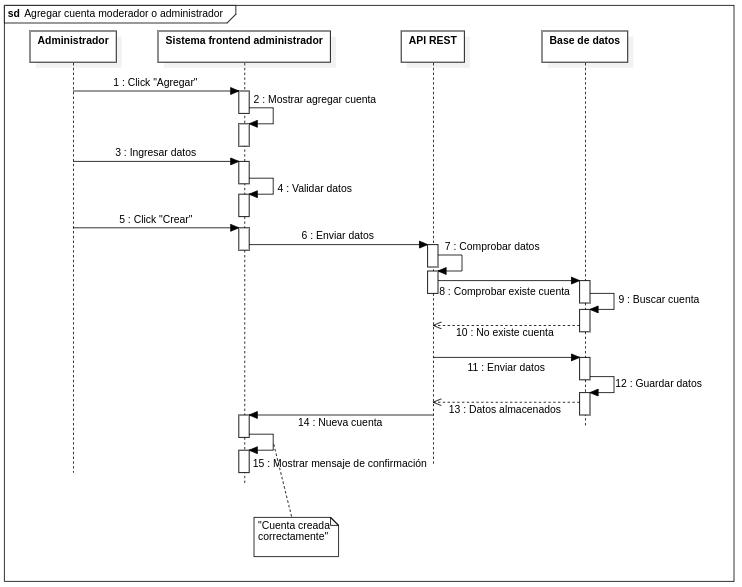 sd Agregar cuenta moderador o administrador
Administrador
Sistema frontend administrador
API REST
Base de datos
1 : Click "Agregar"
2 : Mostrar agregar cuenta
3 : Ingresar datos
4 : Validar datos
5 : Click "Crear"
6 : Enviar datos
7 : Comprobar datos
8 : Comprobar existe cuenta
9 : Buscar cuenta
10 : No existe cuenta
11 : Enviar datos
12 : Guardar datos
13 : Datos almacenados
14 : Nueva cuenta
15 : Mostrar mensaje de confirmación
"Cuenta creada
correctamente"